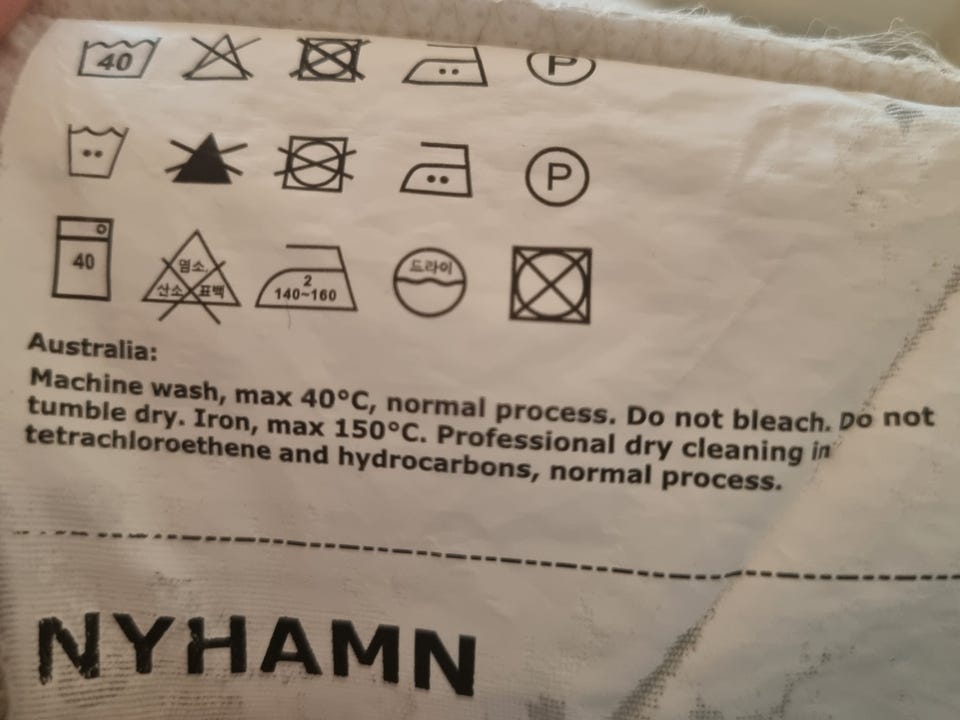 40 P
P
40 염소, 산소 표백 2 140~160 드라이
Australia:
Machine wash, max 40°C, normal process. Do not bleach. Do not
tumble dry. Iron, max 150°C. Professional dry cleaning in
tetrachloroethene and hydrocarbons, normal process.
NYHAMN